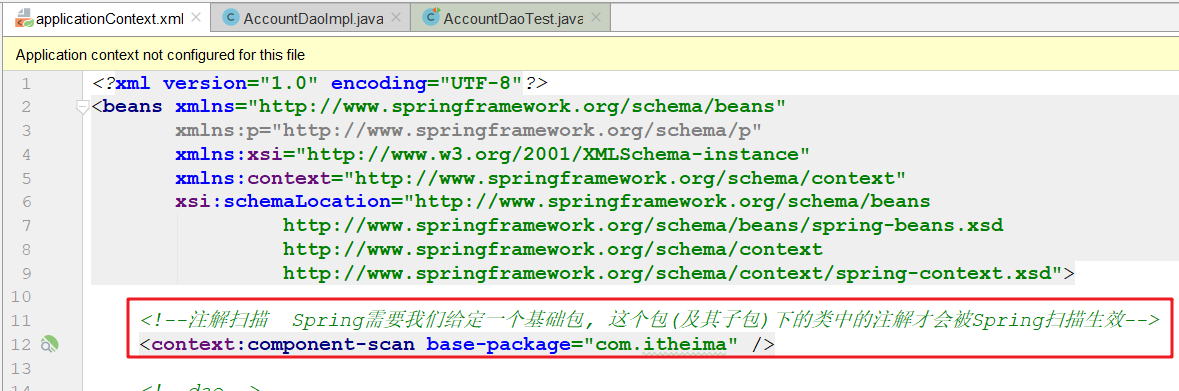 applicationContext.xml AccountDaoImpl.java AccountDaoTest.java
Application context not configured for this file
1 <?xml version="1.0" encoding="UTF-8"?>
2 <beans xmlns="http://www.springframework.org/schema/beans"
3 xmlns:p="http://www.springframework.org/schema/p"
4 xmlns:xsi="http://www.w3.org/2001/XMLSchema-instance"
5 xmlns:context="http://www.springframework.org/schema/context"
6 xsi:schemaLocation="http://www.springframework.org/schema/beans
7 http://www.springframework.org/schema/beans/spring-beans.xsd
8 http://www.springframework.org/schema/context
9 http://www.springframework.org/schema/context/spring-context.xsd">
10
11 <!--注解扫描 Spring需要我们给定一个基础包, 这个包(及其子包)下的类中的注解才会被Spring扫描生效-->
12 <context:component-scan base-package="com.itheima" />
13